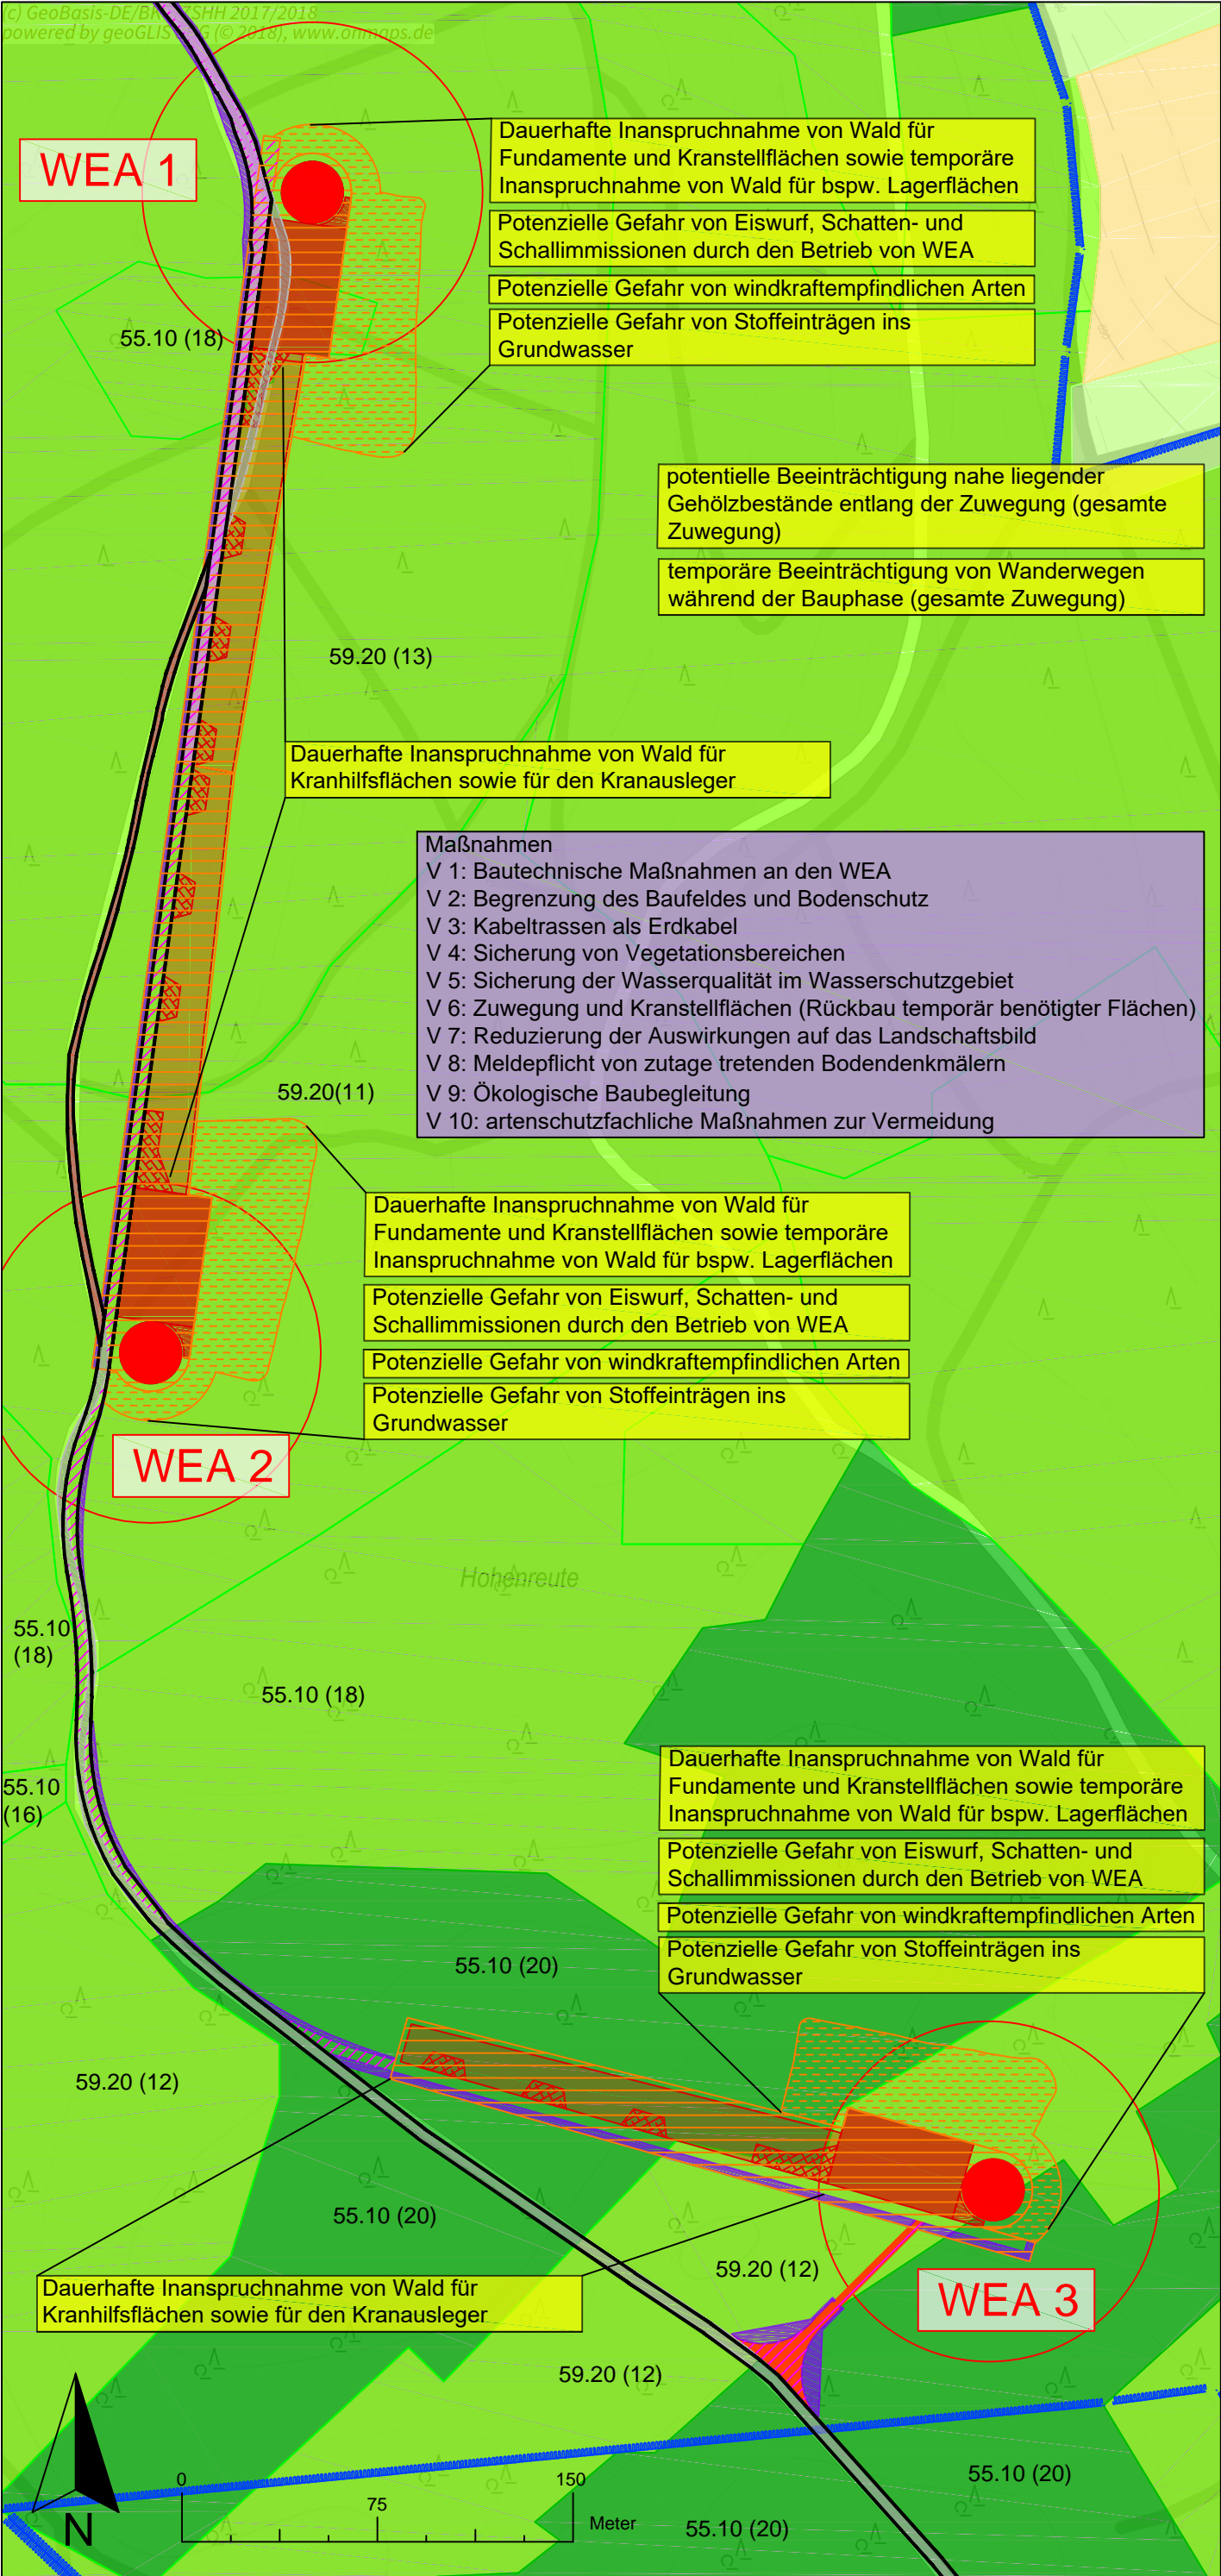 (c) GeoBasis-DE/BKG/ZSHH 2017/2018
powered by geoGLIS OHG (© 2018), www.onmaps.de
WEA 1
Dauerhafte Inanspruchnahme von Wald für
Fundamente und Kranstellflächen sowie temporäre
Inanspruchnahme von Wald für bspw. Lagerflächen
Potenzielle Gefahr von Eiswurf, Schatten- und
Schallimmissionen durch den Betrieb von WEA
Potenzielle Gefahr von windkraftempfindlichen Arten
Potenzielle Gefahr von Stoffeinträgen ins
Grundwasser
55.10 (18)
potentielle Beeinträchtigung nahe liegender
Gehölzbestände entlang der Zuwegung (gesamte
Zuwegung)
temporäre Beeinträchtigung von Wanderwegen
während der Bauphase (gesamte Zuwegung)
59.20 (13)
Dauerhafte Inanspruchnahme von Wald für
Kranhilfsflächen sowie für den Kranausleger
Maßnahmen
V 1: Bautechnische Maßnahmen an den WEA
V 2: Begrenzung des Baufeldes und Bodenschutz
V 3: Kabeltrassen als Erdkabel
V 4: Sicherung von Vegetationsbereichen
V 5: Sicherung der Wasserqualität im Wasserschutzgebiet
V 6: Zuwegung und Kranstellflächen (Rückbau temporär benötigter Flächen)
V 7: Reduzierung der Auswirkungen auf das Landschaftsbild
V 8: Meldepflicht von zutage tretenden Bodendenkmälern
V 9: Ökologische Baubegleitung
V 10: artenschutzfachliche Maßnahmen zur Vermeidung
59.20(11)
Dauerhafte Inanspruchnahme von Wald für
Fundamente und Kranstellflächen sowie temporäre
Inanspruchnahme von Wald für bspw. Lagerflächen
Potenzielle Gefahr von Eiswurf, Schatten- und
Schallimmissionen durch den Betrieb von WEA
Potenzielle Gefahr von windkraftempfindlichen Arten
Potenzielle Gefahr von Stoffeinträgen ins
Grundwasser
WEA 2
Hohenreute
55.10
(18)
55.10 (18)
55.10
(16)
Dauerhafte Inanspruchnahme von Wald für
Fundamente und Kranstellflächen sowie temporäre
Inanspruchnahme von Wald für bspw. Lagerflächen
Potenzielle Gefahr von Eiswurf, Schatten- und
Schallimmissionen durch den Betrieb von WEA
Potenzielle Gefahr von windkraftempfindlichen Arten
Potenzielle Gefahr von Stoffeinträgen ins
Grundwasser
55.10 (20)
59.20 (12)
55.10 (20)
59.20 (12)
WEA 3
Dauerhafte Inanspruchnahme von Wald für
Kranhilfsflächen sowie für den Kranausleger
59.20 (12)
55.10 (20)
0
150
75
Meter
N
55.10 (20)